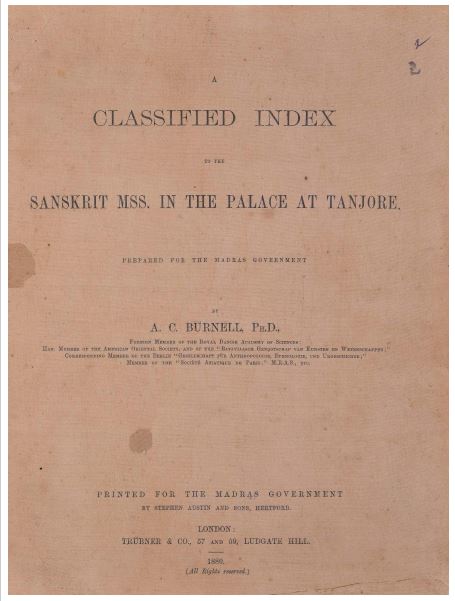 2
A
CLASSIFIED INDEX
TO THE
SANSKRIT MSS. IN THE PALACE AT TANJORE.
PREPARED FOR THE MADRAS GOVERNMENT
BY
A. C. BURNELL, PH.D.,
FOREIGN MEMBER OF THE ROYAL DANISH ACADEMY OF SCIENCES;
HON. MEMBER OF THE AMERICAN ORIENTAL SOCIETY, AND OF THE "BATAVIAASCH GENOOTSCHAP VAN KUNSTEN EN WETENSCHAPPEN;"
CORRESPONDING MEMBER OF THE BERLIN "GESELLSCHAFT FÜR ANTHROPOLOGIE, ETHNOLOGIE, UND URGESCHICHTE;"
MEMBER OF THE "SOCIÉTÉ ASIATIQUE DE PARIS;" M.R.A.S., ETC.
PRINTED FOR THE MADRAS GOVERNMENT
BY STEPHEN AUSTIN AND SONS, HERTFORD.
LONDON:
TRÜBNER & CO., 57 AND 59, LUDGATE HILL.
1880.
(All Rights reserved.)